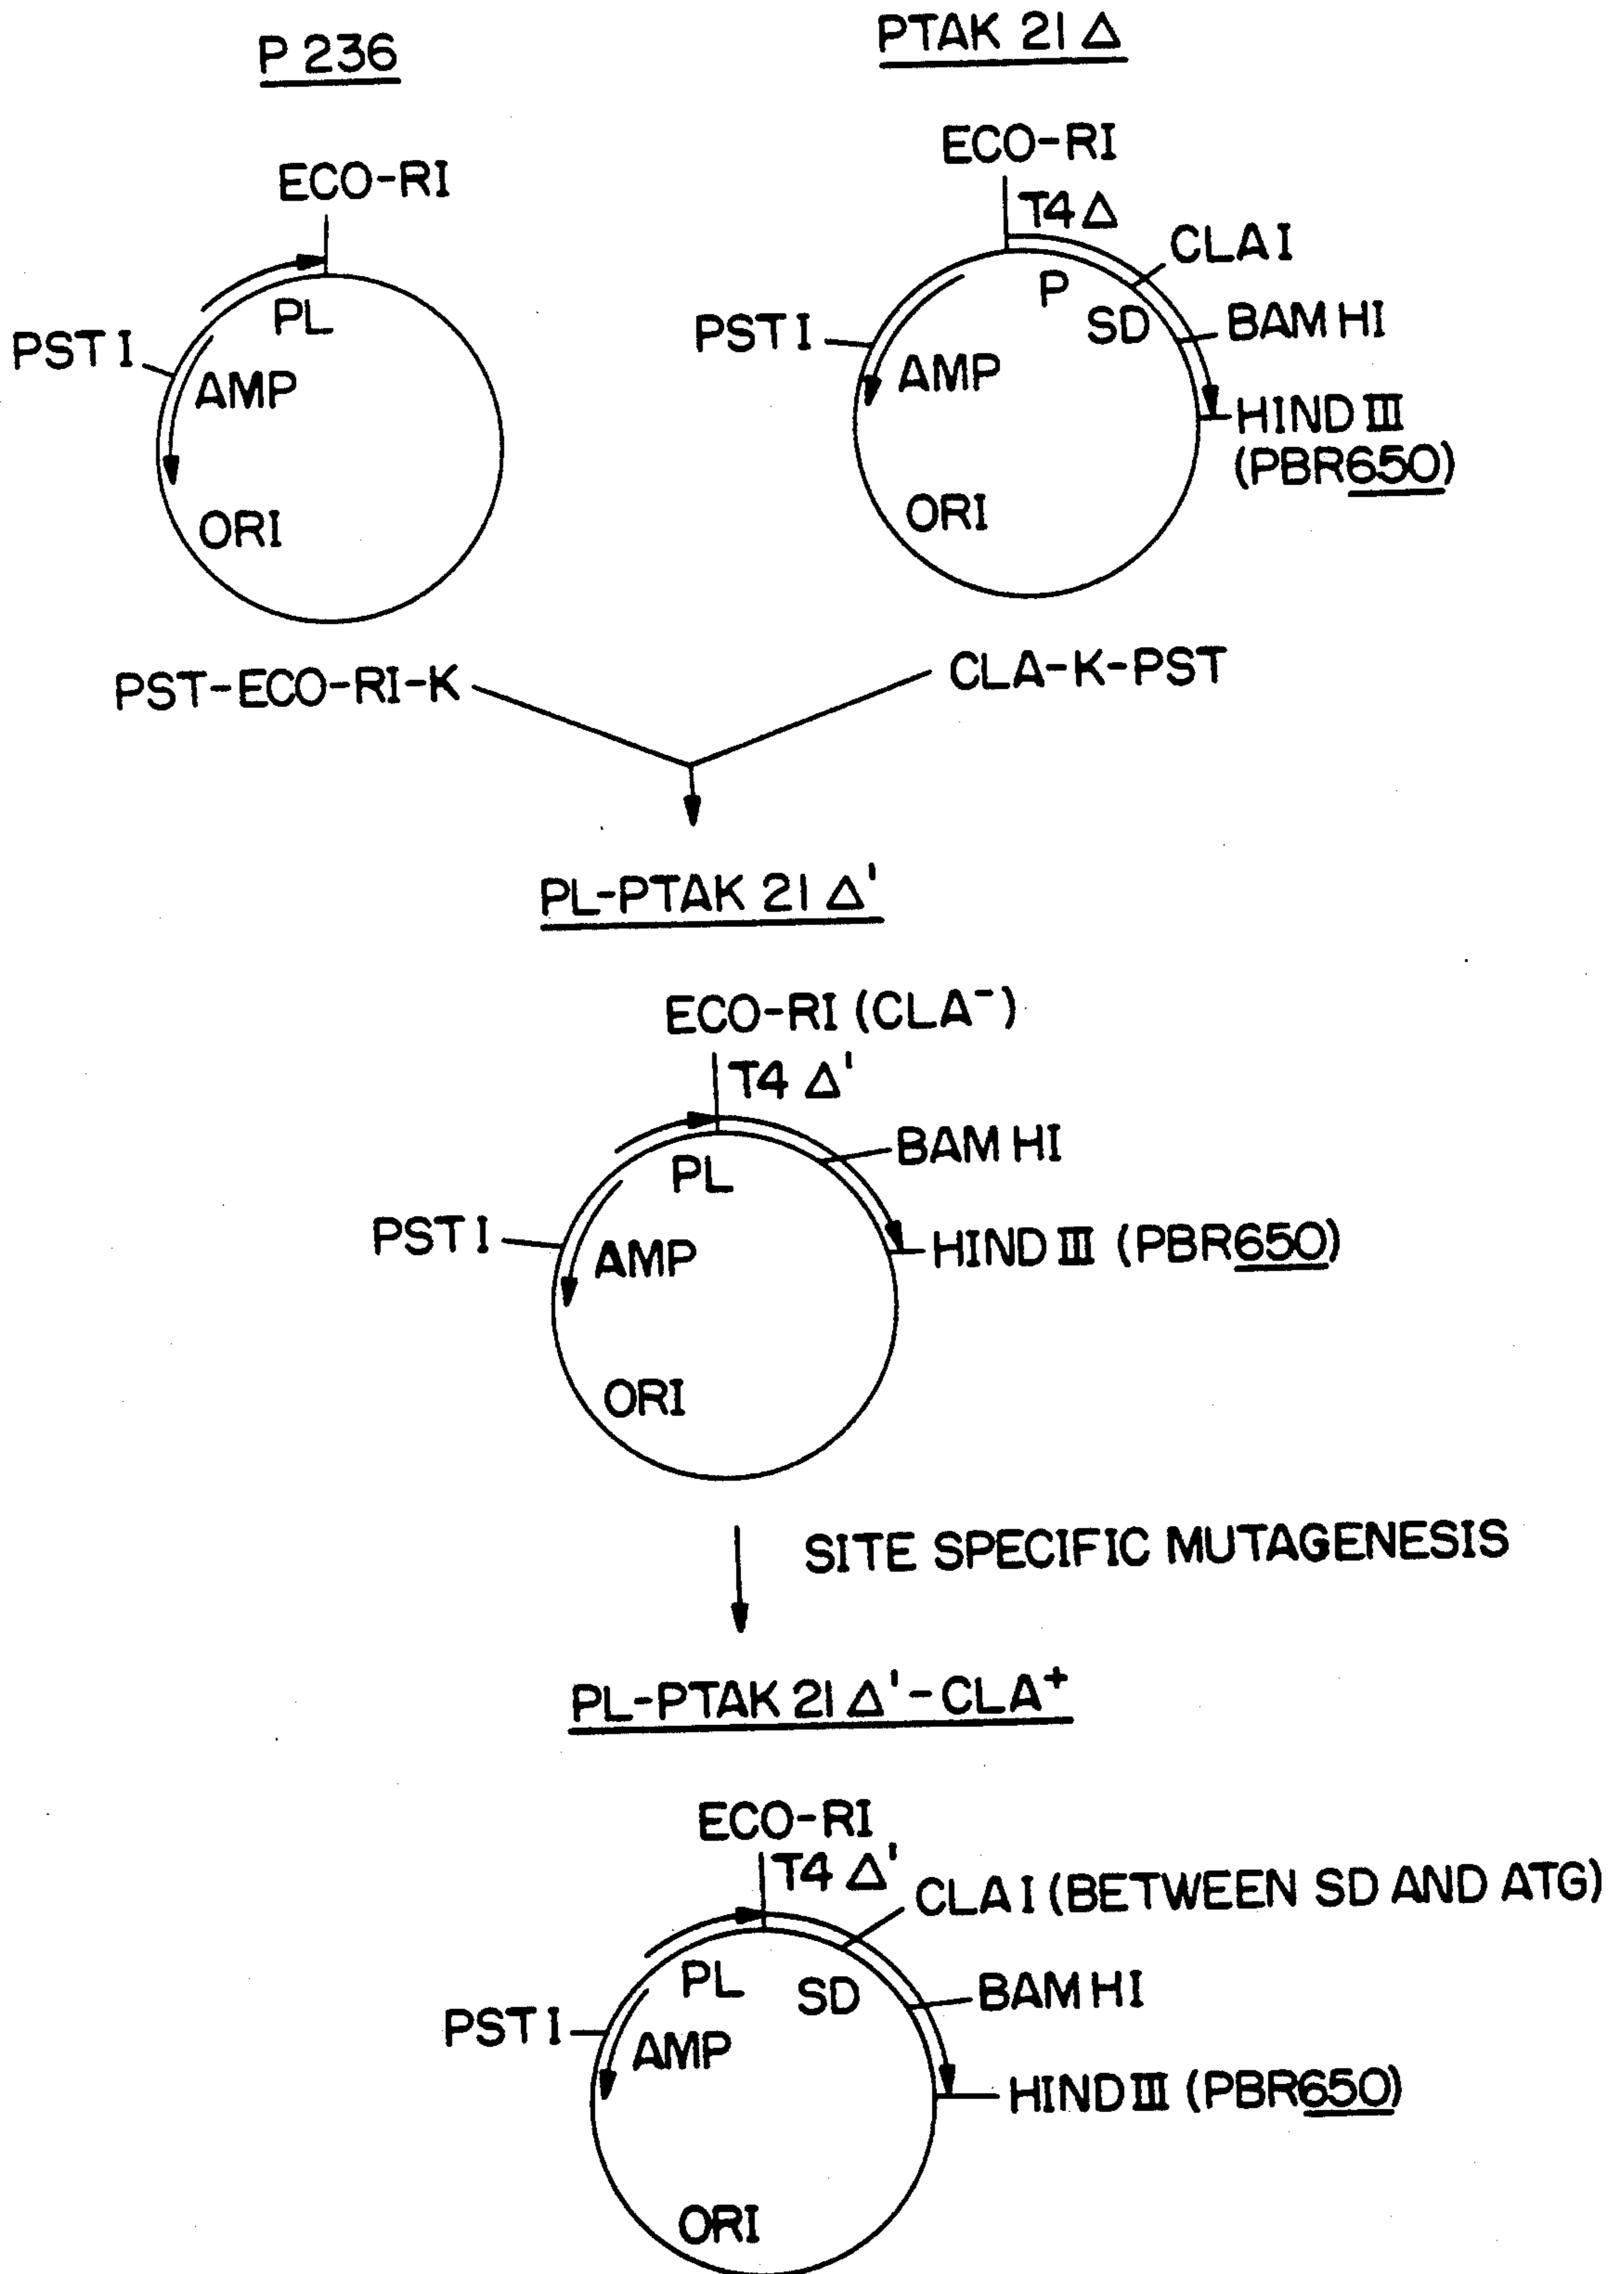 P 236
ECO-RI
PL
PST I
AMP
ORI
PTAK 21 Δ
ECO-RI
T4 Δ
CLA I
P
SD
BAM HI
PST I
AMP
HIND III
(PBR650)
ORI
PST-ECO-RI-K
CLA-K-PST
PL-PTAK 21 Δ'
ECO-RI (CLA⁻)
T4 Δ'
BAM HI
PL
PST I
AMP
HIND III (PBR650)
ORI
SITE SPECIFIC MUTAGENESIS
PL-PTAK 21 Δ'-CLA⁺
ECO-RI
T4 Δ'
CLA I (BETWEEN SD AND ATG)
PL
SD
BAM HI
PST I
AMP
HIND III (PBR650)
ORI